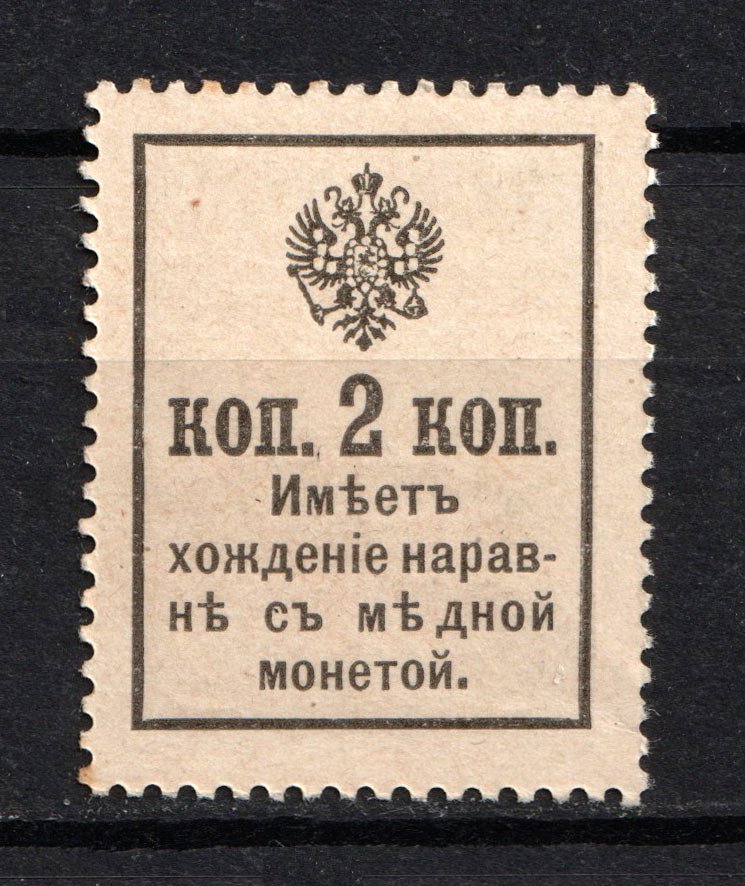 коп. 2 коп.
Имѣетъ
хожденіе нарав-
нѣ съ мѣдной
монетой.